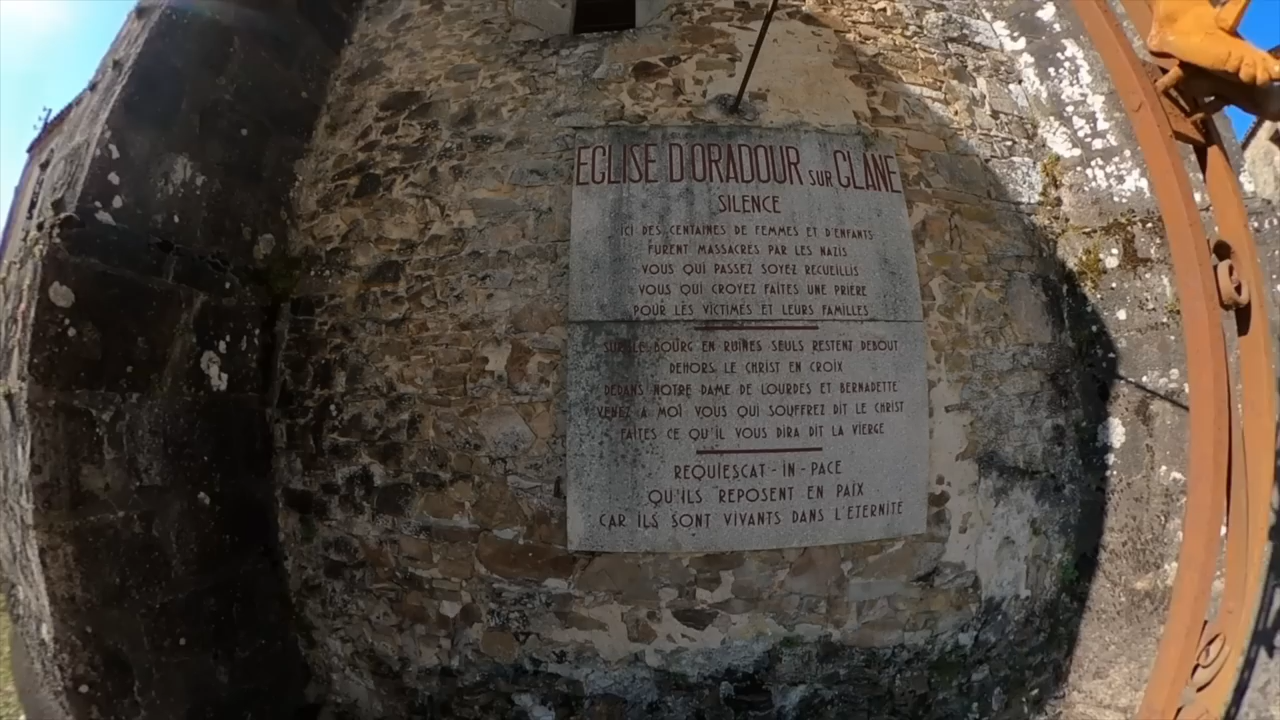 EGLISE D'ORADOUR SUR GLANE
SILENCE
ICI DES CENTAINES DE FEMMES ET D'ENFANTS
FURENT MASSACRES PAR LES NAZIS
VOUS QUI PASSEZ SOYEZ RECUEILLIS
VOUS QUI CROYEZ FAITES UNE PRIERE
POUR LES VICTIMES ET LEURS FAMILLES
SUR LE BOURG EN RUINES SEULS RESTENT DEBOUT
DEHORS LE CHRIST EN CROIX
DEDANS NOTRE DAME DE LOURDES ET BERNADETTE
VENEZ A MOI VOUS QUI SOUFFREZ DIT LE CHRIST
FAITES CE QU'IL VOUS DIRA DIT LA VIERGE
REQUIESCAT - IN - PACE
QU'ILS REPOSENT EN PAIX
CAR ILS SONT VIVANTS DANS L'ETERNITE